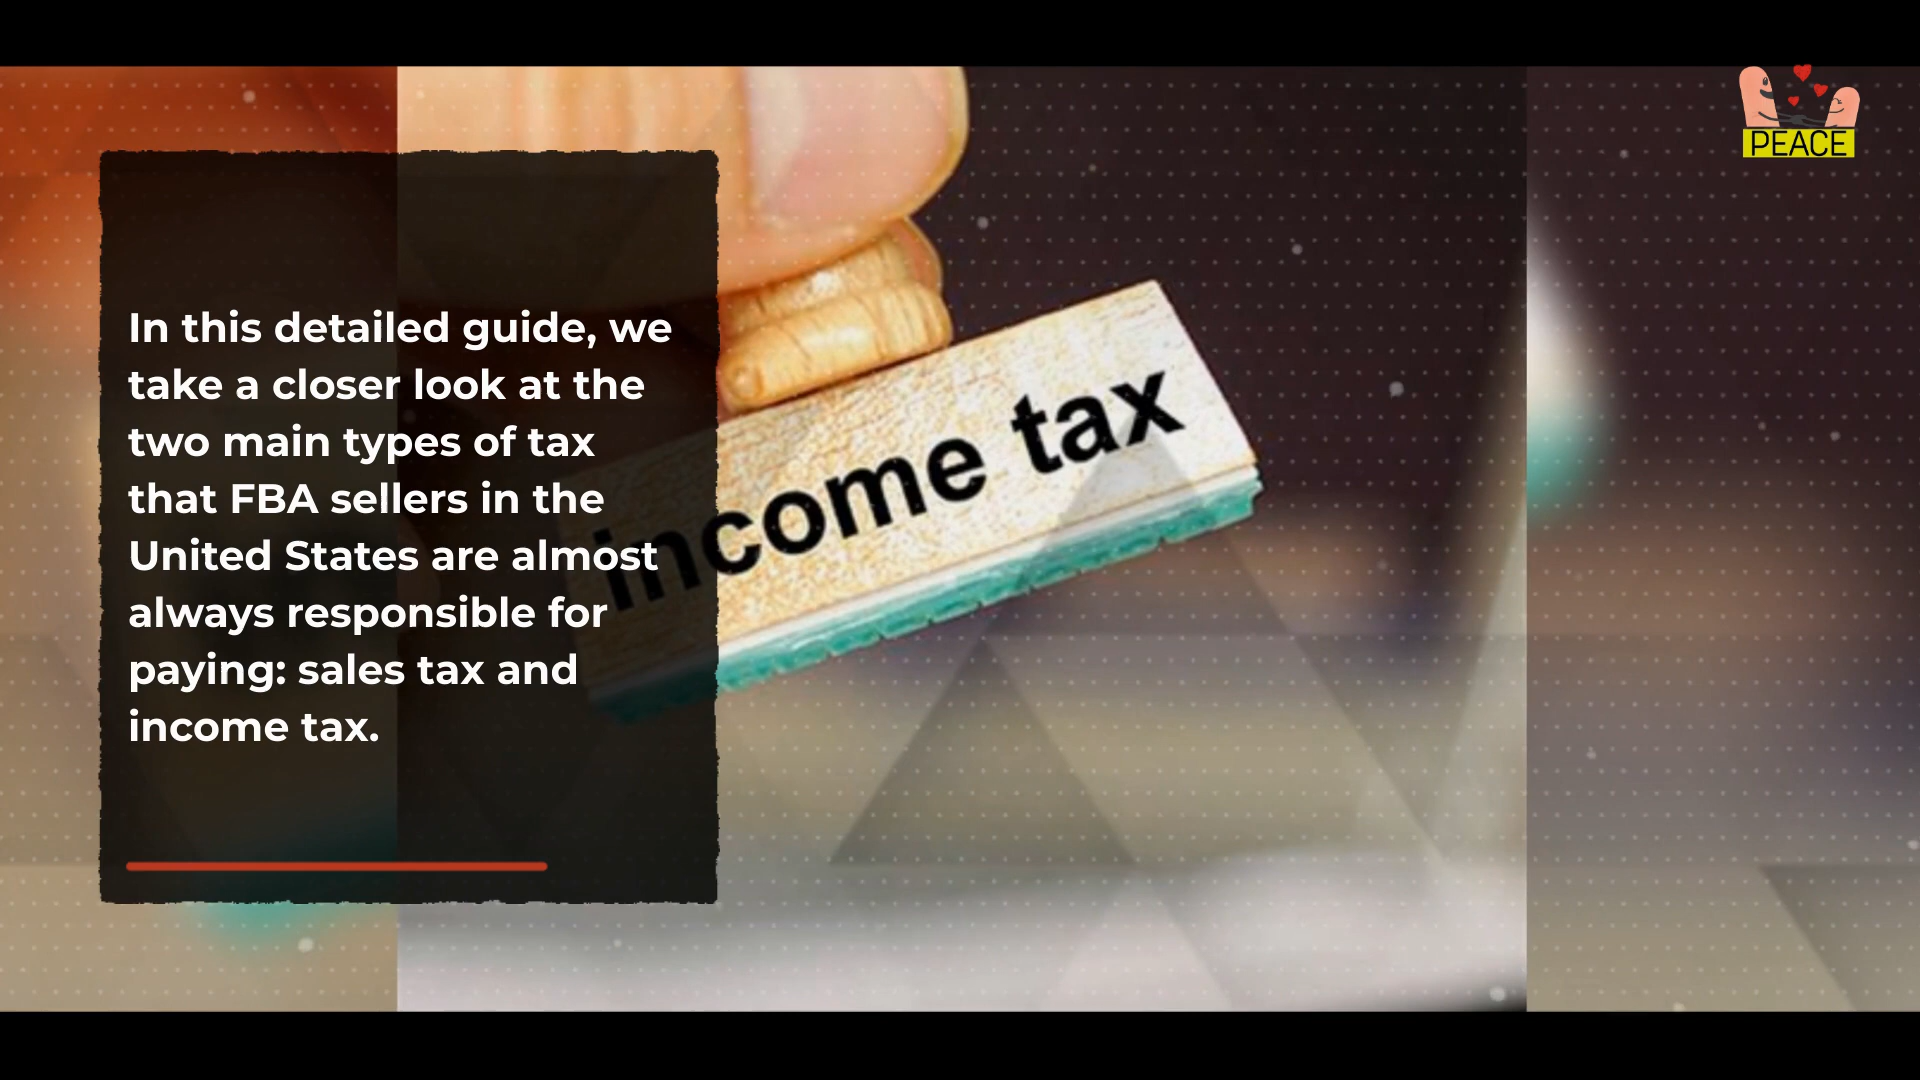 In this detailed guide, we
take a closer look at the
two main types of tax
that FBA sellers in the
United States are almost
always responsible for
paying: sales tax and
income tax.
income tax
PEACE